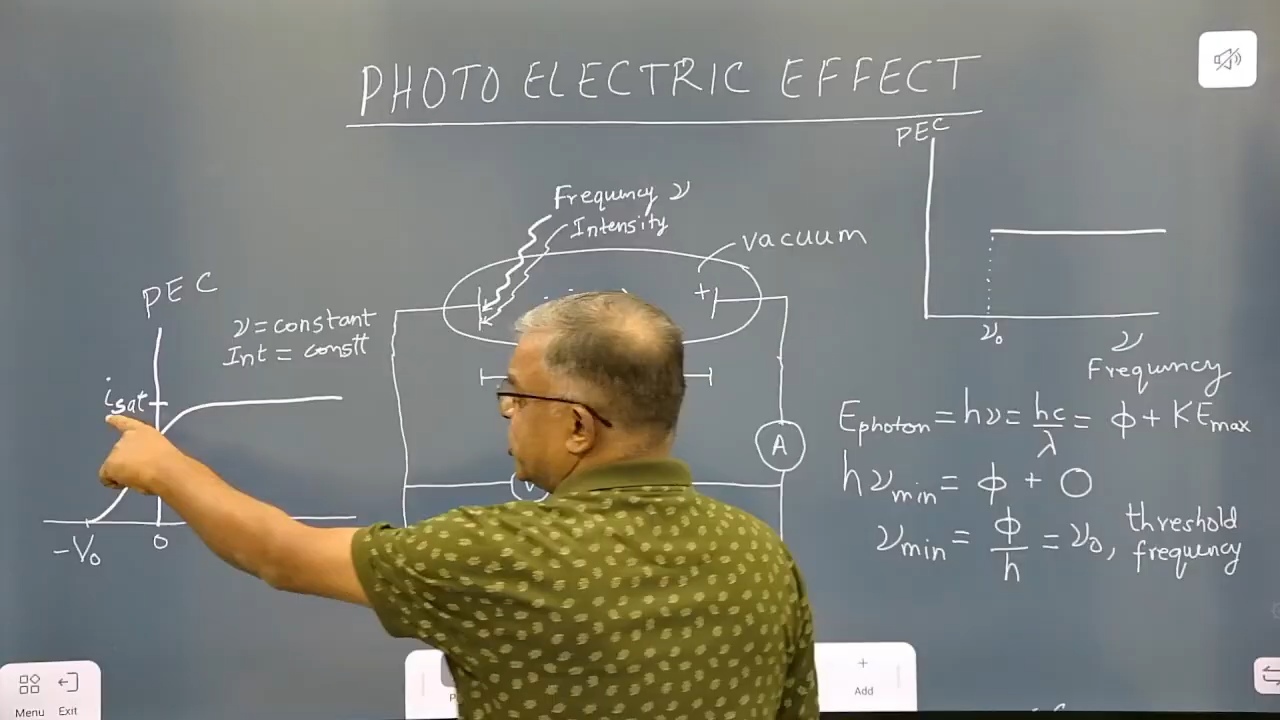 PHOTO ELECTRIC EFFECT
PEC
Frequency ν
Intensity
vacuum
+
PEC
ν = constant
Int = constt
isat
-V₀
0
A
ν₀
ν
Frequency
Ephoton = hν = hc/λ = ϕ + KEmax
hνmin = ϕ + O
νmin = ϕ/h = ν₀, threshold frequency
Menu
Exit
+
Add